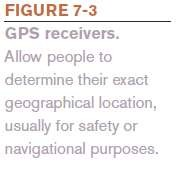 FIGURE 7-3
GPS receivers.
Allow people to
determine their exact
geographical location,
usually for safety or
navigational purposes.